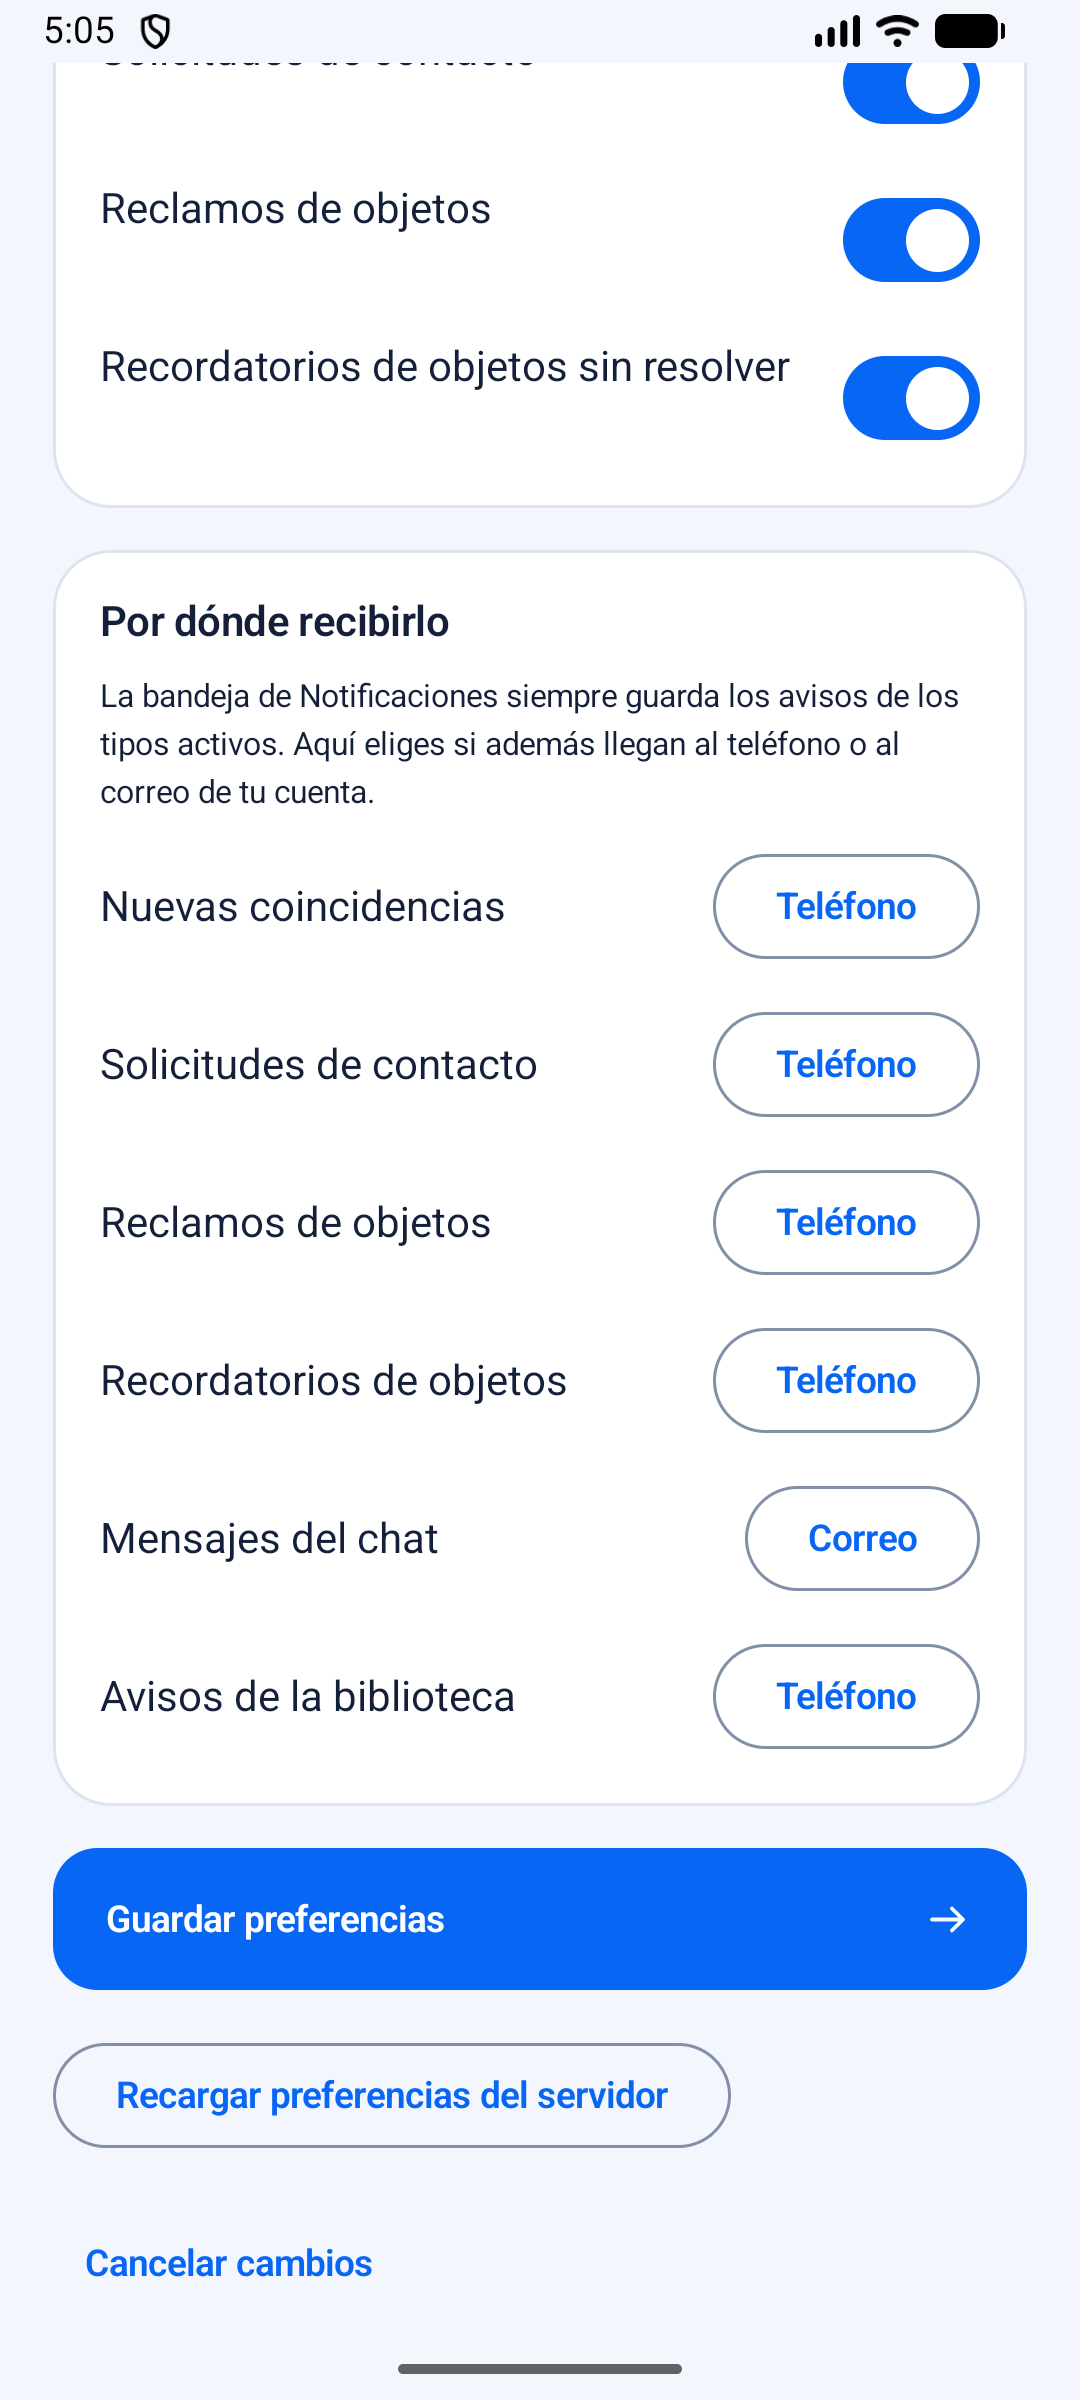 5:05
Reclamos de objetos
Recordatorios de objetos sin resolver
Por dónde recibirlo
La bandeja de Notificaciones siempre guarda los avisos de los
tipos activos. Aquí eliges si además llegan al teléfono o al
correo de tu cuenta.
Nuevas coincidencias
Teléfono
Solicitudes de contacto
Teléfono
Reclamos de objetos
Teléfono
Recordatorios de objetos
Teléfono
Mensajes del chat
Correo
Avisos de la biblioteca
Teléfono
Guardar preferencias
Recargar preferencias del servidor
Cancelar cambios